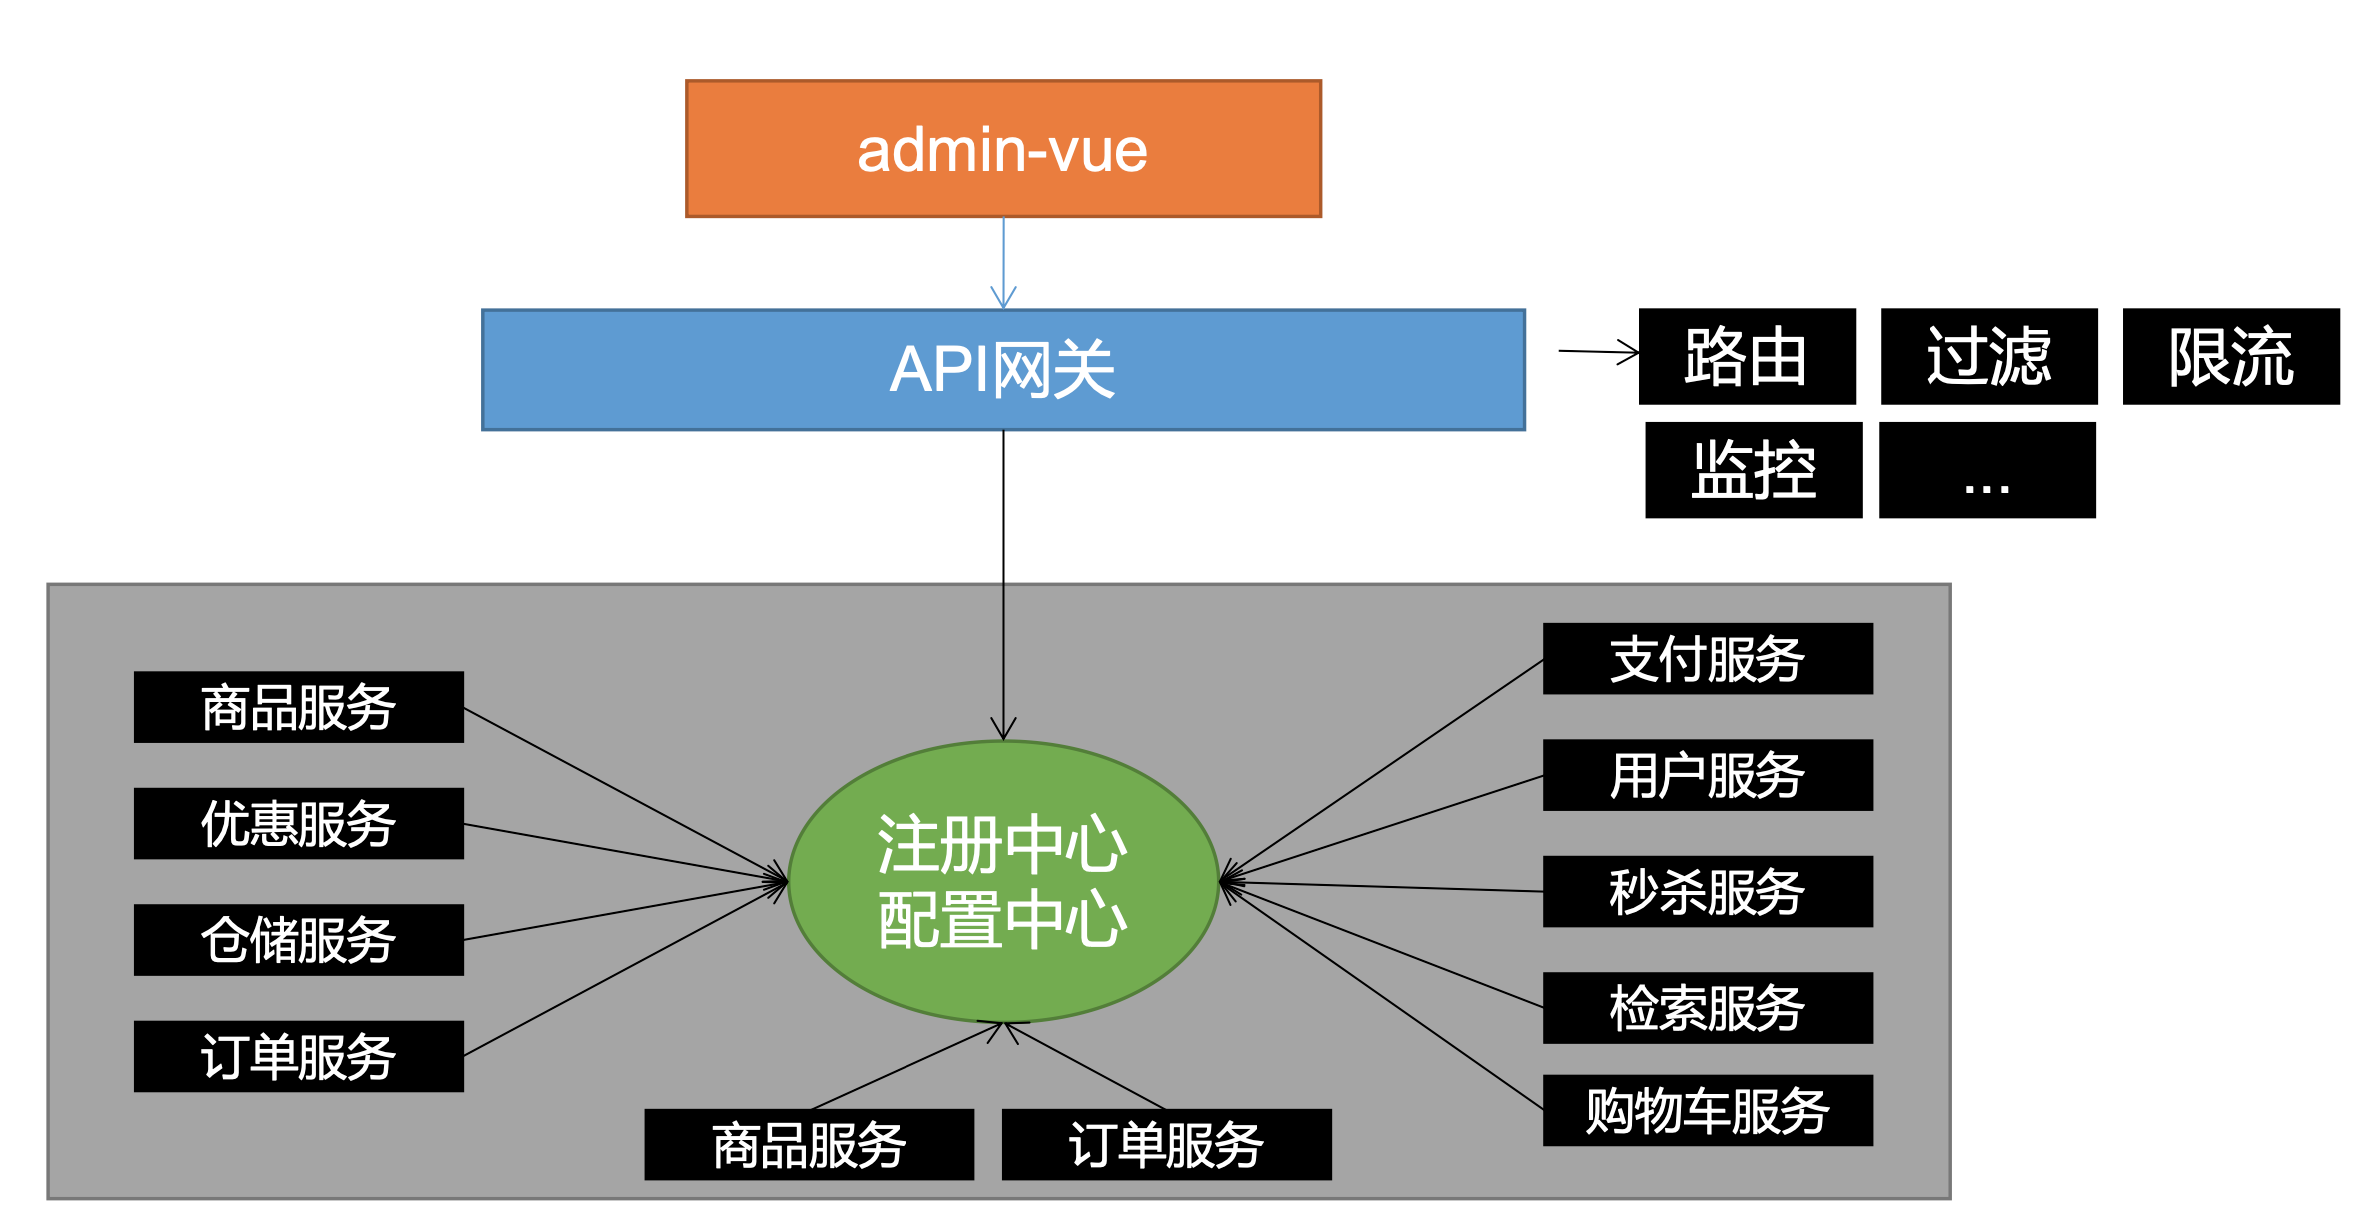 admin-vue
API网关
路由
过滤
限流
监控
...
商品服务
优惠服务
仓储服务
订单服务
注册中心
配置中心
支付服务
用户服务
秒杀服务
检索服务
购物车服务
商品服务
订单服务